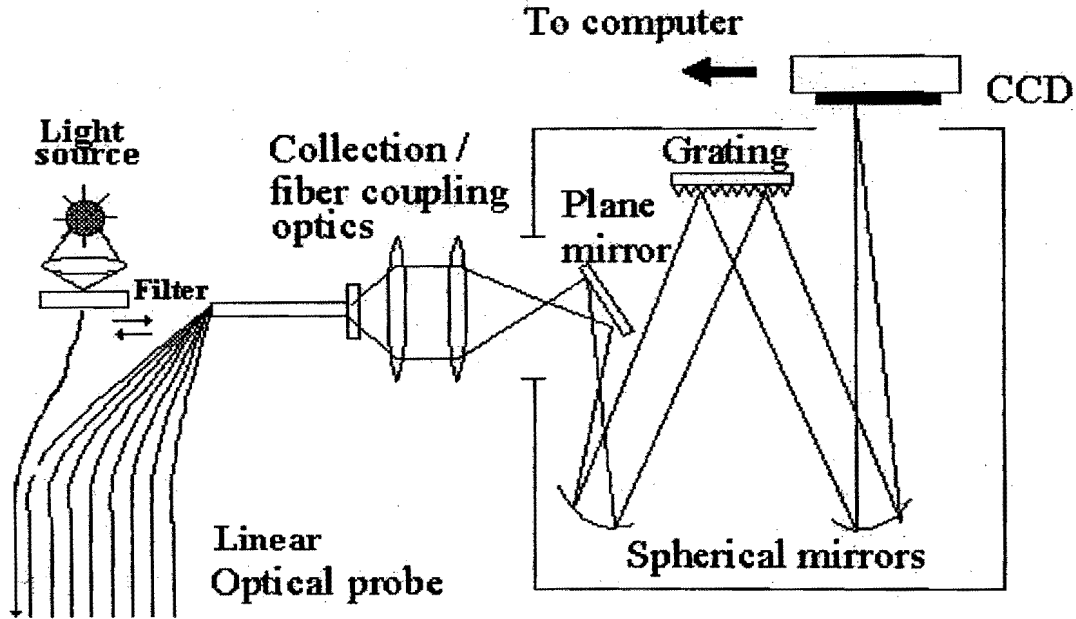 To computer
CCD
Light
source
Collection /
fiber coupling
optics
Grating
Plane
mirror
Filter
Linear
Optical probe
Spherical mirrors